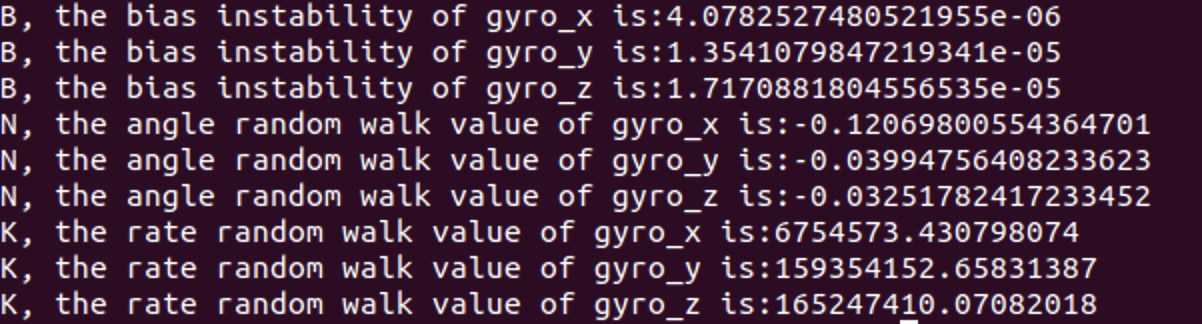 B, the bias instability of gyro_x is:4.0782527480521955e-06
B, the bias instability of gyro_y is:1.3541079847219341e-05
B, the bias instability of gyro_z is:1.7170881804556535e-05
N, the angle random walk value of gyro_x is:-0.12069800554364701
N, the angle random walk value of gyro_y is:-0.03994756408233623
N, the angle random walk value of gyro_z is:-0.03251782417233452
K, the rate random walk value of gyro_x is:6754573.430798074
K, the rate random walk value of gyro_y is:159354152.65831387
K, the rate random walk value of gyro_z is:165247410.07082018